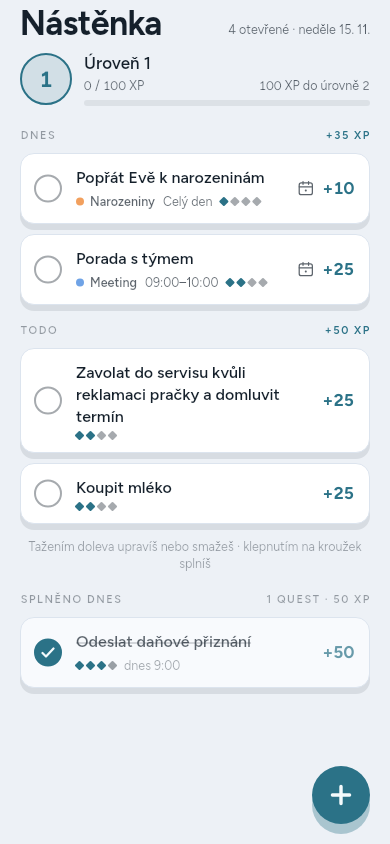 Nástěnka
4 otevřené · neděle 15. 11.
1
Úroveň 1
0 / 100 XP
100 XP do úrovně 2
DNES
+35 XP
Popřát Evě k narozeninám
Narozeniny Celý den
+10
Porada s týmem
Meeting 09:00–10:00
+25
TODO
+50 XP
Zavolat do servisu kvůli
reklamaci pračky a domluvit
termín
+25
Koupit mléko
+25
Tažením doleva upravíš nebo smažeš · klepnutím na kroužek
splníš
SPLNĚNO DNES
1 QUEST · 50 XP
Odeslat daňové přiznání
dnes 9:00
+50